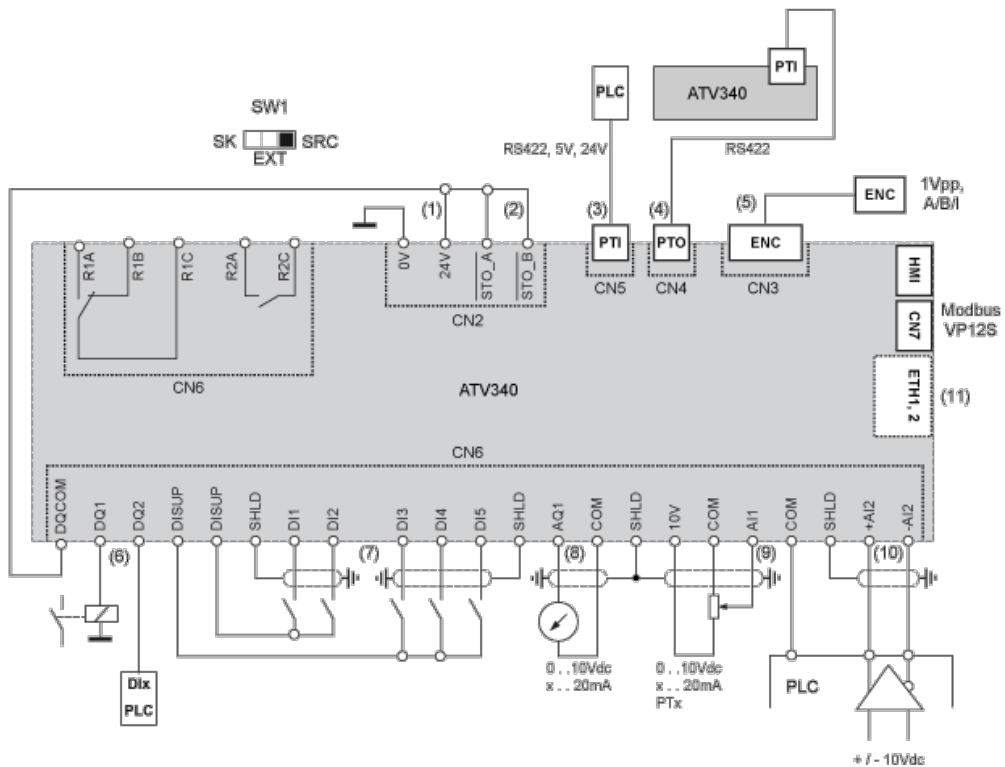 PTI
PLC
ATV340
SW1
SK
SRC
EXT
RS422, 5V, 24V
RS422
ENC
1Vpp,
A/B/I
(1)
(2)
(3)
(4)
(5)
R1A
R1B
R1C
R2A
R2C
0V
24V
STO_A
STO_B
PTI
PTO
ENC
HMI
CN5
CN4
CN3
CN2
CN7
Modbus
VP12S
CN6
ATV340
ETH1, 2
(11)
CN6
DQCOM
DQ1
DQ2
DISUP
DISUP
SHLD
DI1
DI2
DI3
DI4
DI5
SHLD
AQ1
COM
SHLD
10V
COM
AI1
COM
SHLD
+AI2
-AI2
(6)
(7)
(8)
(9)
(10)
0 . . 10Vdc
x . . 20mA
0 . . 10Vdc
x . . 20mA
PTx
PLC
DIx
PLC
+ / - 10Vdc